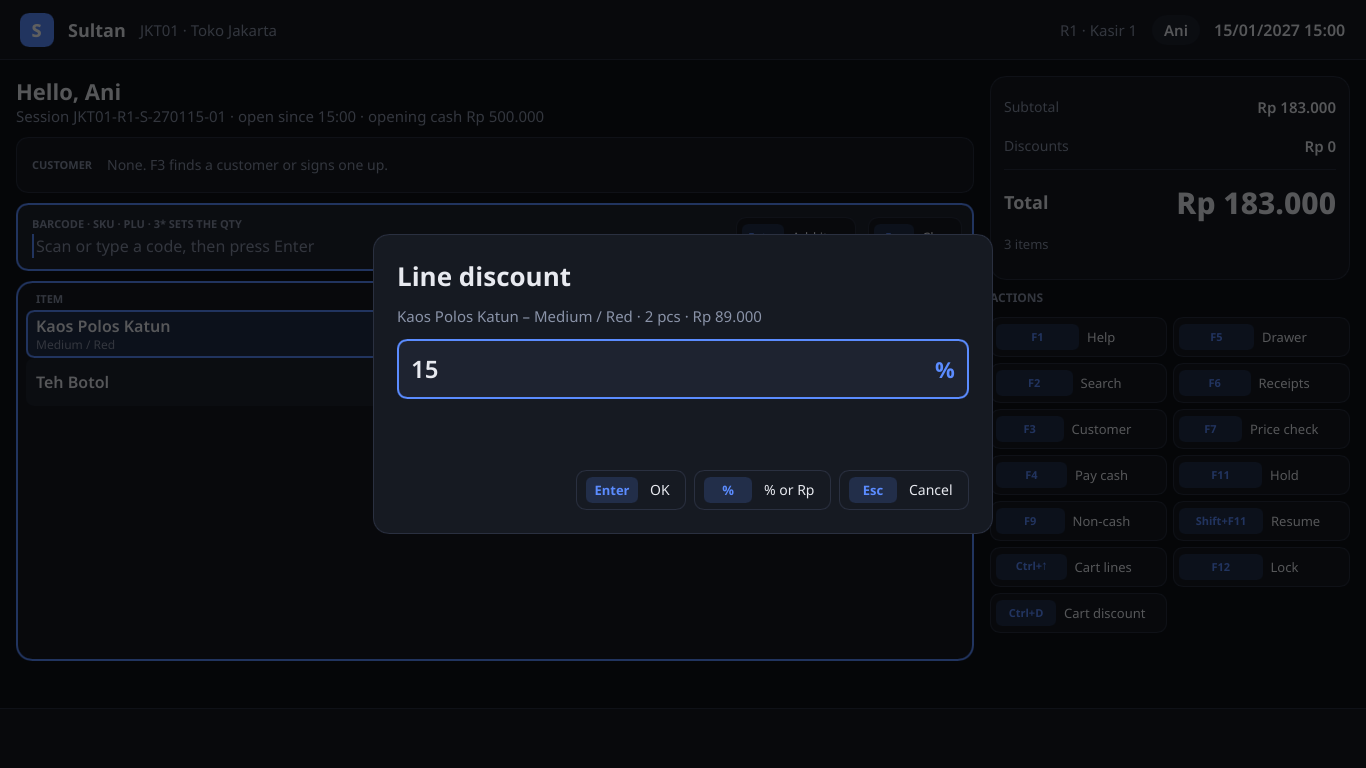 S Sultan JKT01 · Toko Jakarta R1 · Kasir 1 Ani 15/01/2027 15:00
Hello, Ani
Session JKT01-R1-S-270115-01 · open since 15:00 · opening cash Rp 500.000
CUSTOMER None. F3 finds a customer or signs one up.
BARCODE · SKU · PLU · 3* SETS THE QTY
Scan or type a code, then press Enter
ITEM
Kaos Polos Katun
Medium / Red
Teh Botol
Line discount
Kaos Polos Katun – Medium / Red · 2 pcs · Rp 89.000
15 %
Enter OK % % or Rp Esc Cancel
Subtotal Rp 183.000
Discounts Rp 0
Total Rp 183.000
3 items
ACTIONS
F1 Help F5 Drawer
F2 Search F6 Receipts
F3 Customer F7 Price check
F4 Pay cash F11 Hold
F9 Non-cash Shift+F11 Resume
Ctrl+↑ Cart lines F12 Lock
Ctrl+D Cart discount